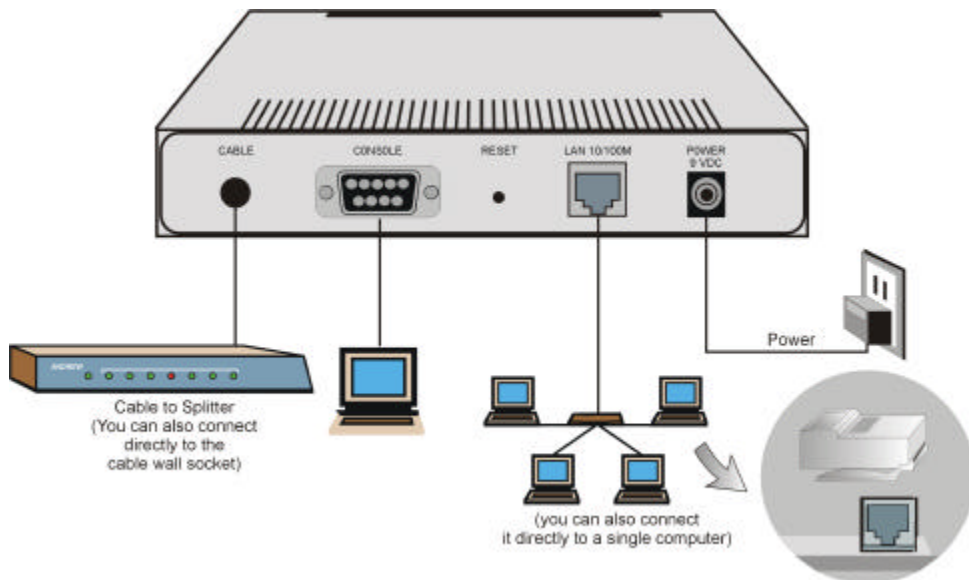 CABLE
CONSOLE
RESET
LAN 10/100M
POWER
9 VDC
Power
Cable to Splitter
(You can also connect
directly to the
cable wall socket)
(you can also connect
it directly to a single computer)